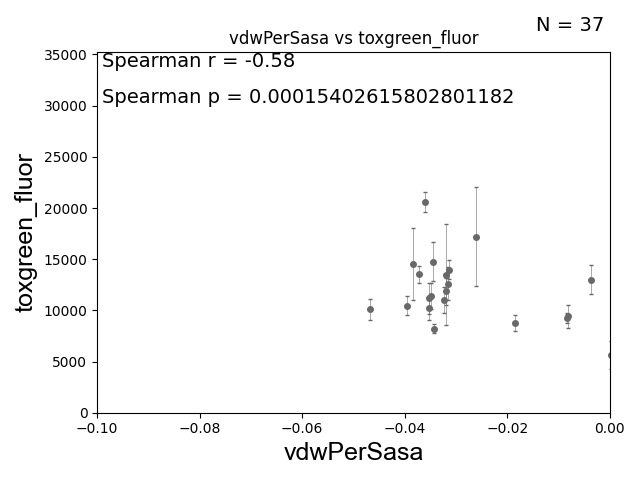 N = 37
vdwPerSasa vs toxgreen_fluor
Spearman r = -0.58
Spearman p = 0.00015402615802801182
35000
30000
25000
20000
15000
10000
5000
0
toxgreen_fluor
−0.10 −0.08 −0.06 −0.04 −0.02 0.00
vdwPerSasa